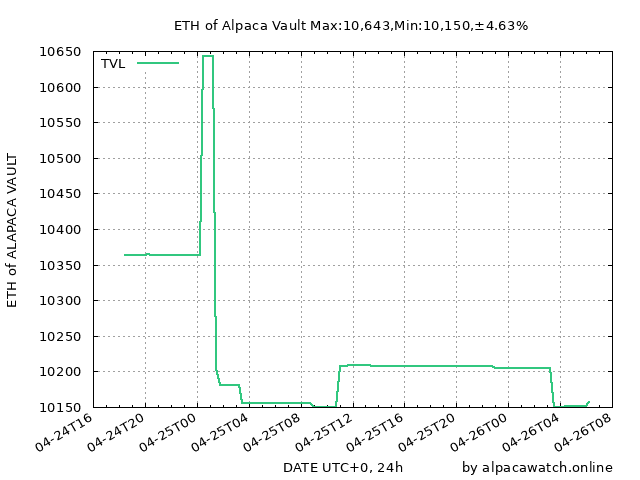 ETH of Alpaca Vault Max:10,643,Min:10,150,±4.63%
TVL
ETH of ALAPACA VAULT
10650
10600
10550
10500
10450
10400
10350
10300
10250
10200
10150
04-24T16
04-24T20
04-25T00
04-25T04
04-25T08
04-25T12
04-25T16
04-25T20
04-26T00
04-26T04
04-26T08
DATE UTC+0, 24h
by alpacawatch.online